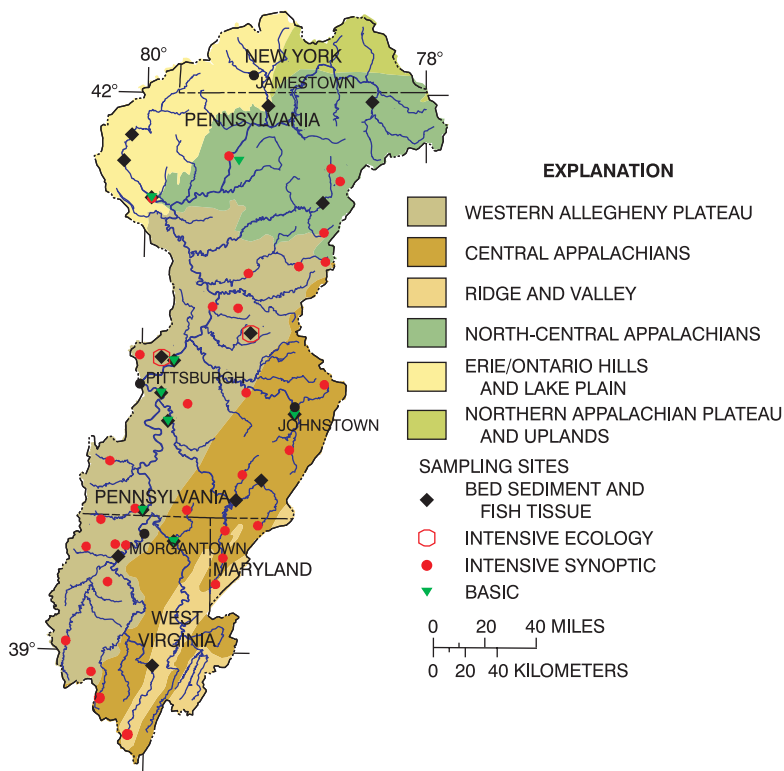 80°
NEW YORK
78°
JAMESTOWN
42°
PENNSYLVANIA
EXPLANATION
WESTERN ALLEGHENY PLATEAU
CENTRAL APPALACHIANS
RIDGE AND VALLEY
NORTH-CENTRAL APPALACHIANS
ERIE/ONTARIO HILLS
AND LAKE PLAIN
NORTHERN APPALACHIAN PLATEAU
AND UPLANDS
SAMPLING SITES
BED SEDIMENT AND
FISH TISSUE
INTENSIVE ECOLOGY
INTENSIVE SYNOPTIC
BASIC
0 20 40 MILES
0 20 40 KILOMETERS
PITTSBURGH
JOHNSTOWN
PENNSYLVANIA
MORGANTOWN
MARYLAND
WEST
VIRGINIA
39°